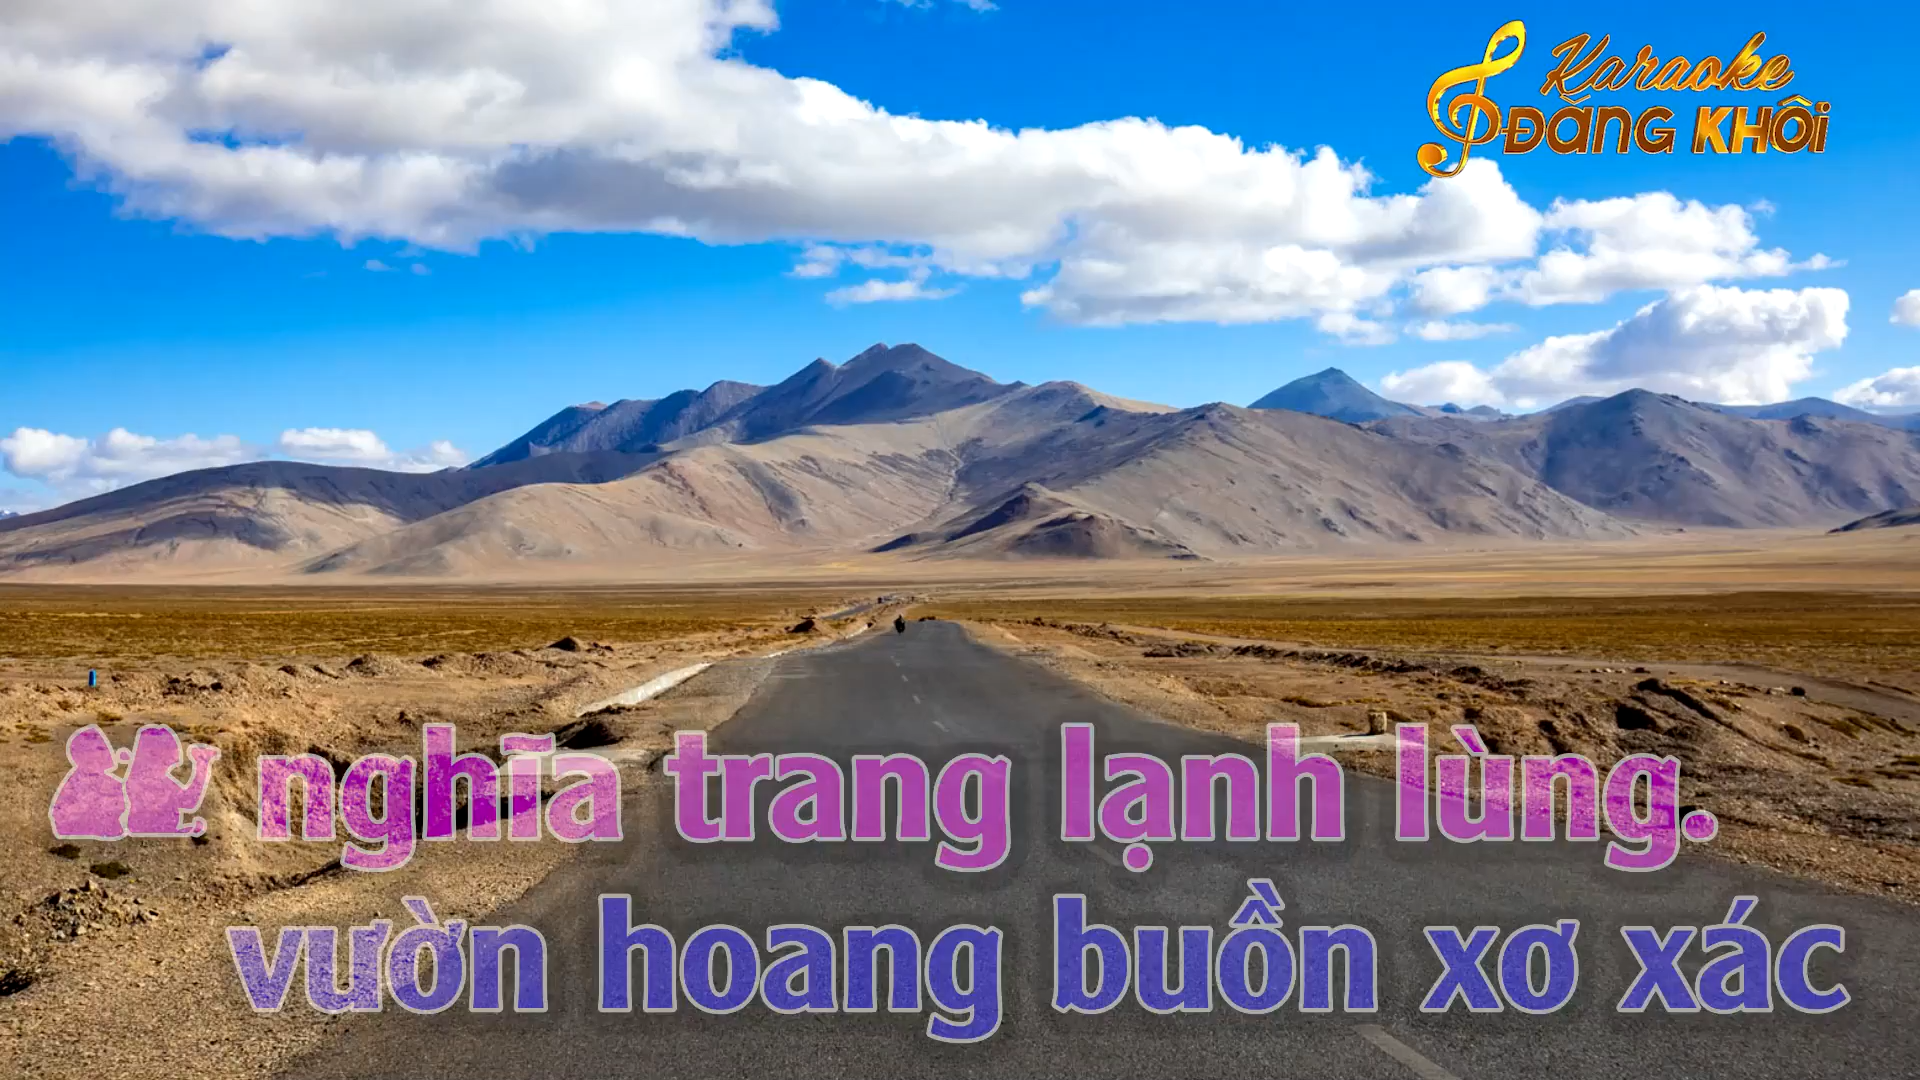 Karaoke
ĐĂNG KHÔI
nghĩa trang lạnh lùng.
vườn hoang buồn xơ xác